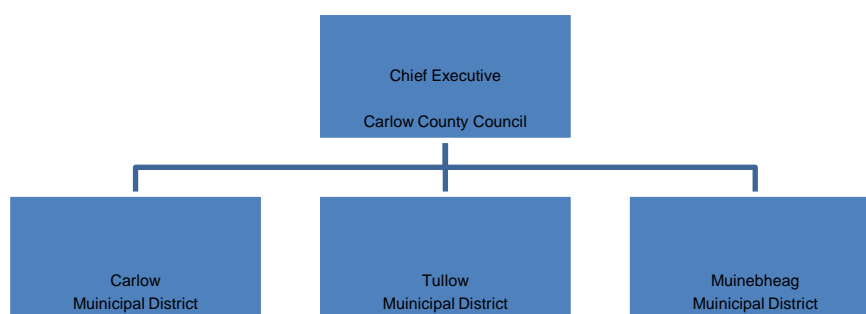 Chief Executive
Carlow County Council
Carlow
Muinicipal District
Tullow
Muinicipal District
Muinebheag
Muinicipal District